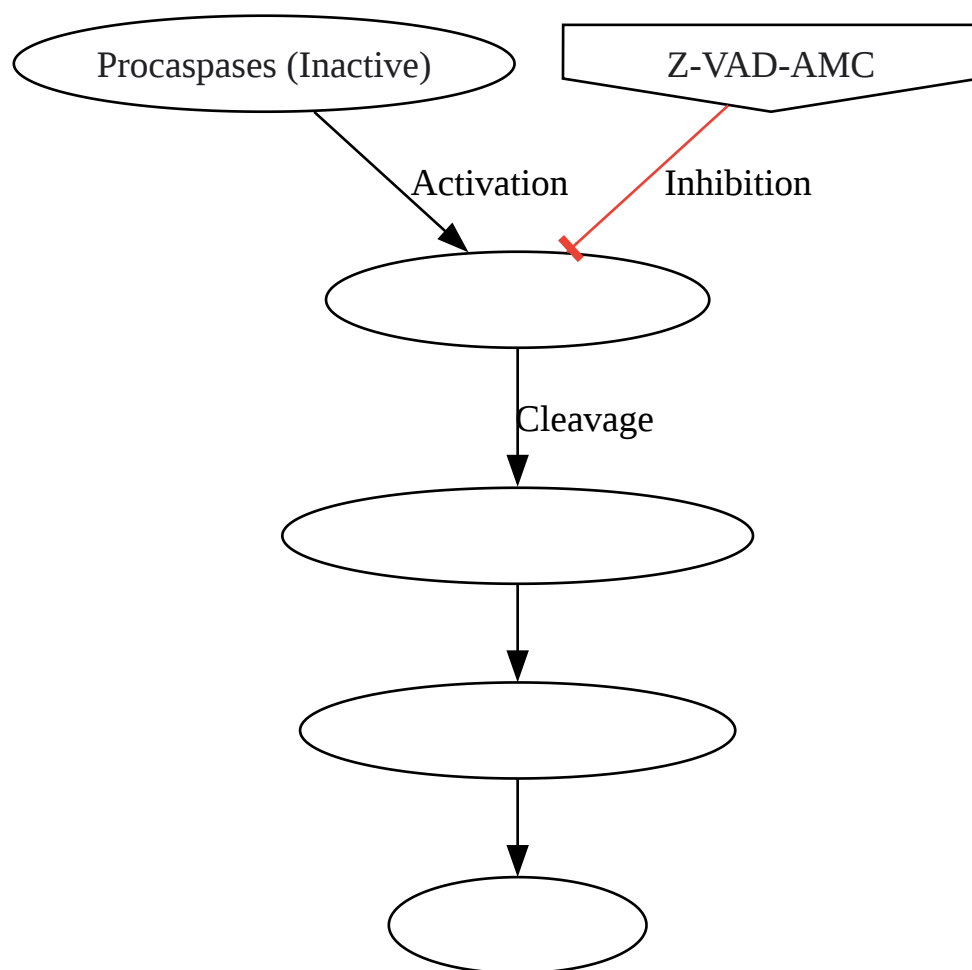 Procaspases (Inactive)
Z-VAD-AMC
Activation
Inhibition
Cleavage